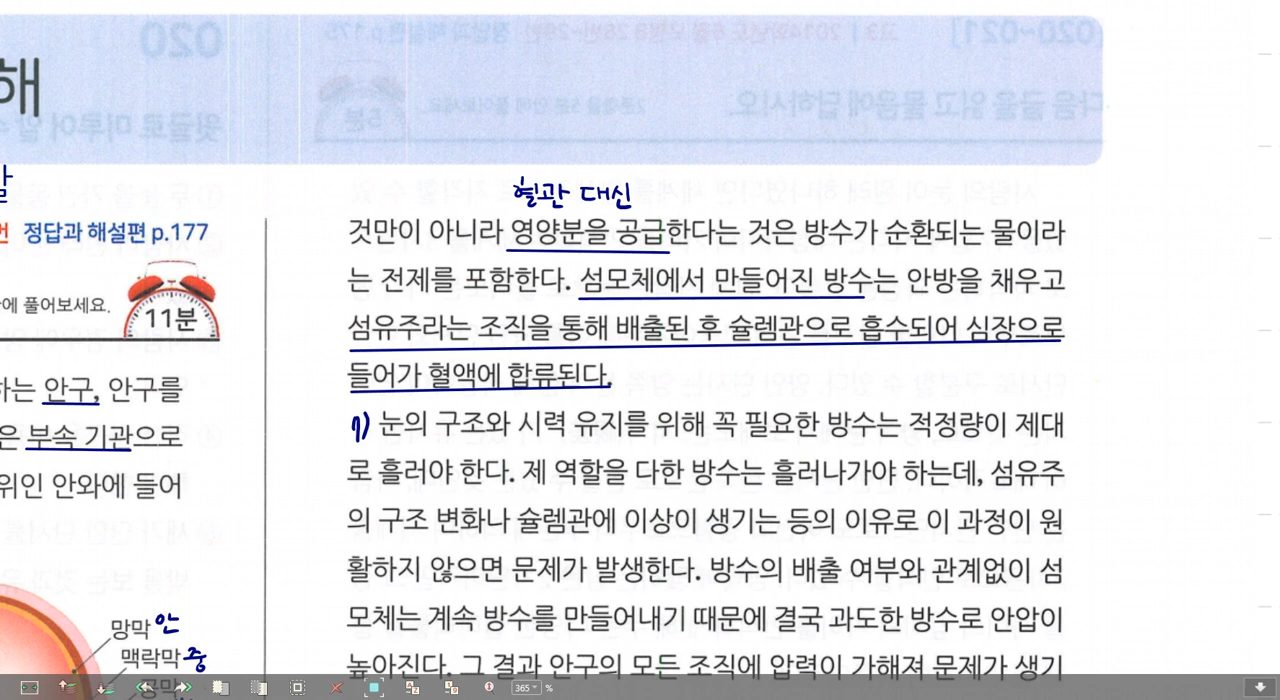 해
정답과 해설편 p.177
에 풀어보세요.
11분
하는 안구, 안구를
은 부속 기관으로
위인 안와에 들어
망막 안
맥락막 중
공막
혈관 대신
것만이 아니라 영양분을 공급한다는 것은 방수가 순환되는 물이라
는 전제를 포함한다. 섬모체에서 만들어진 방수는 안방을 채우고
섬유주라는 조직을 통해 배출된 후 슐렘관으로 흡수되어 심장으로
들어가 혈액에 합류된다.
1) 눈의 구조와 시력 유지를 위해 꼭 필요한 방수는 적정량이 제대
로 흘러야 한다. 제 역할을 다한 방수는 흘러나가야 하는데, 섬유주
의 구조 변화나 슐렘관에 이상이 생기는 등의 이유로 이 과정이 원
활하지 않으면 문제가 발생한다. 방수의 배출 여부와 관계없이 섬
모체는 계속 방수를 만들어내기 때문에 결국 과도한 방수로 안압이
높아진다. 그 결과 안구의 모든 조직에 압력이 가해져 문제가 생기
365 %